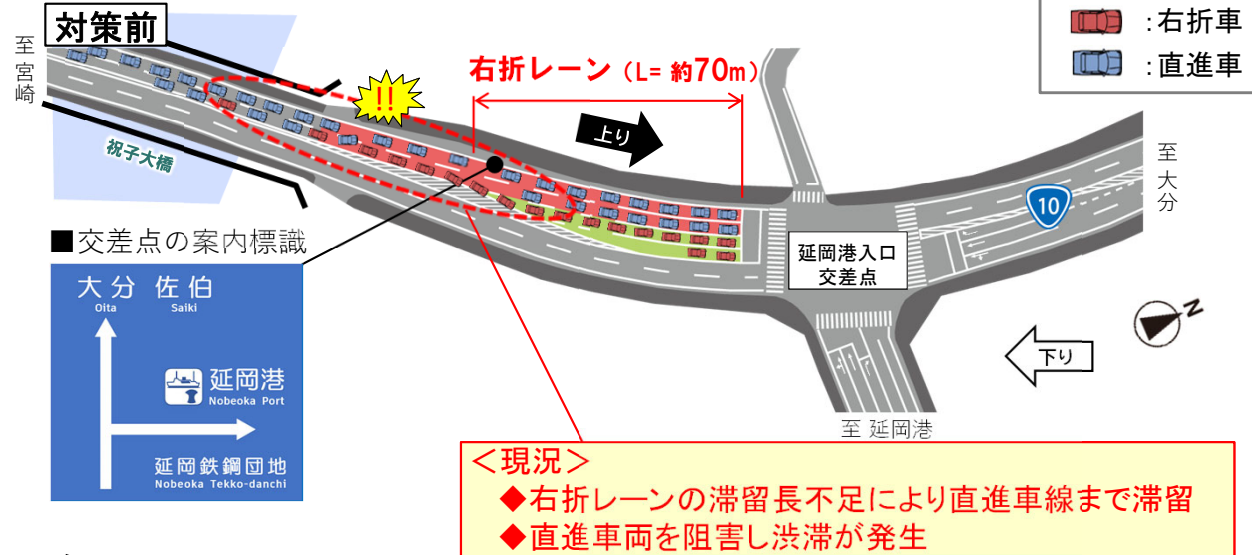 対策前
至宮崎
右折レーン（L= 約70m）
:右折車
:直進車
!!
上り
祝子大橋
至大分
10
■交差点の案内標識
延岡港入口
交差点
大分 佐伯
Oita Saiki
延岡港
Nobeoka Port
延岡鉄鋼団地
Nobeoka Tekko-danchi
N
下り
至 延岡港
＜現況＞
◆右折レーンの滞留長不足により直進車線まで滞留
◆直進車両を阻害し渋滞が発生